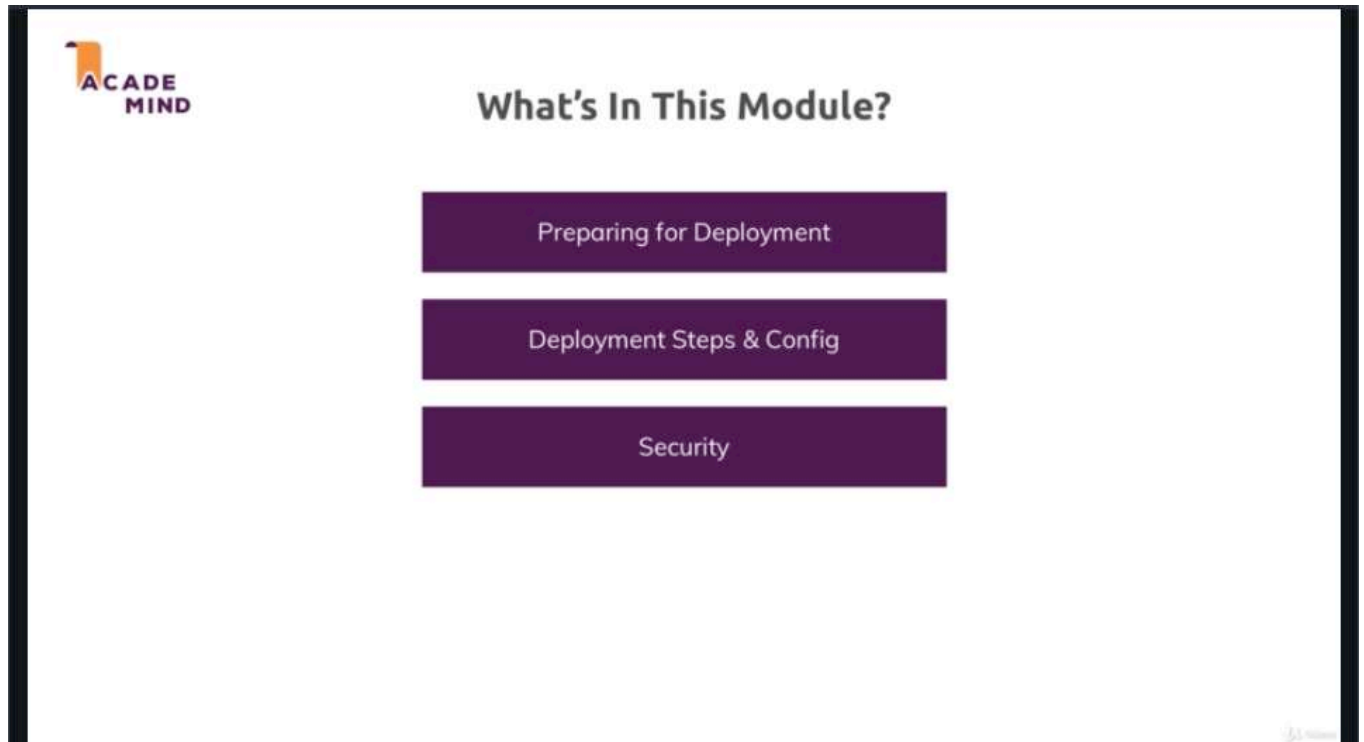 ACADE
MIND
What's In This Module?
Preparing for Deployment
Deployment Steps & Config
Security